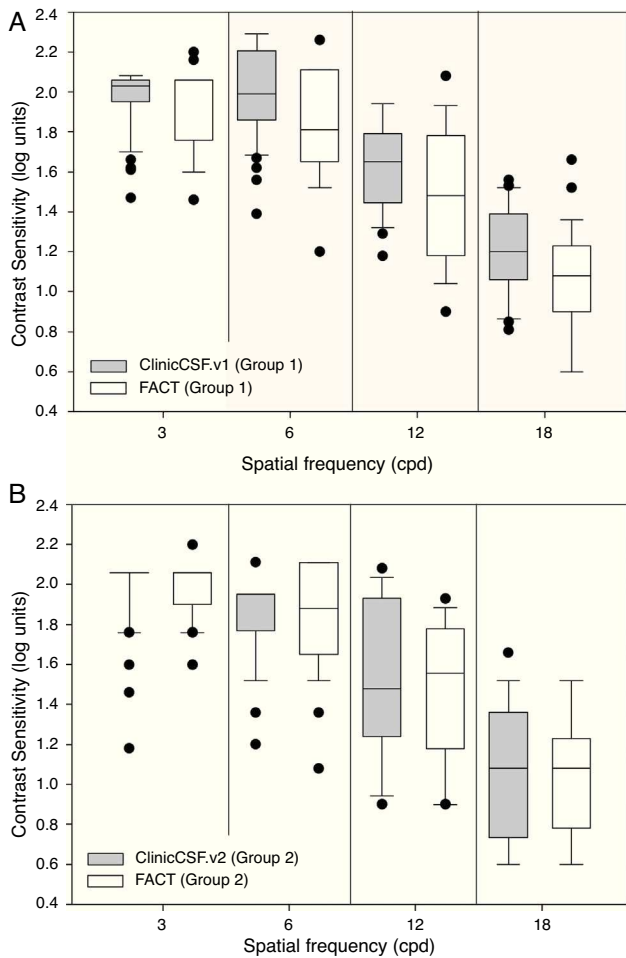 A
Contrast Sensitivity (log units)
2.4
2.2
2.0
1.8
1.6
1.4
1.2
1.0
0.8
0.6
0.4
ClinicCSF.v1 (Group 1)
FACT (Group 1)
3 6 12 18
Spatial frequency (cpd)
B
Contrast Sensitivity (log units)
2.4
2.2
2.0
1.8
1.6
1.4
1.2
1.0
0.8
0.6
0.4
ClinicCSF.v2 (Group 2)
FACT (Group 2)
3 6 12 18
Spatial frequency (cpd)